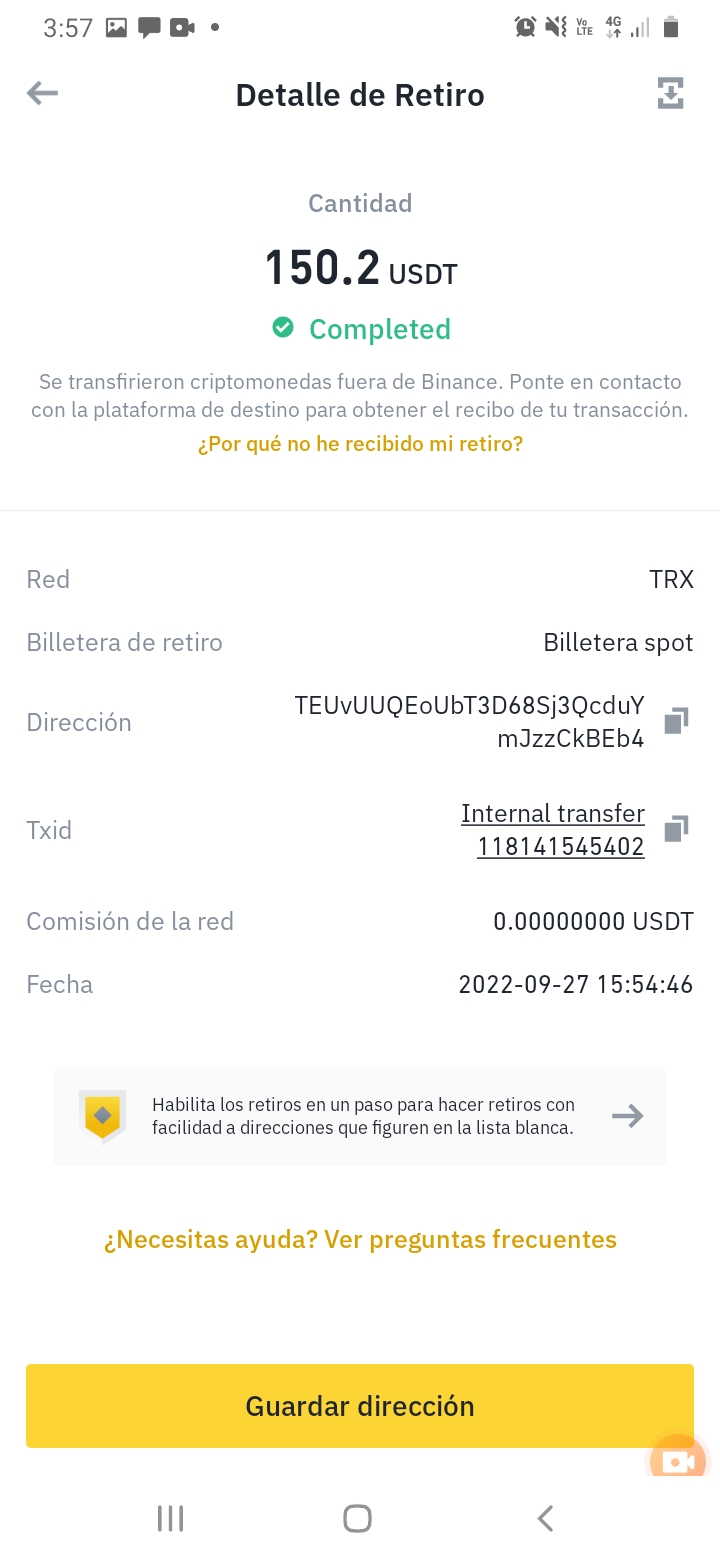 3:57
Vo LTE 4G
Detalle de Retiro
Cantidad
150.2 USDT
Completed
Se transfirieron criptomonedas fuera de Binance. Ponte en contacto
con la plataforma de destino para obtener el recibo de tu transacción.
¿Por qué no he recibido mi retiro?
Red TRX
Billetera de retiro Billetera spot
Dirección TEUvUUQEoUbT3D68Sj3QcduY
mJzzCkBEb4
Txid Internal transfer
118141545402
Comisión de la red 0.00000000 USDT
Fecha 2022-09-27 15:54:46
Habilita los retiros en un paso para hacer retiros con
facilidad a direcciones que figuren en la lista blanca.
¿Necesitas ayuda? Ver preguntas frecuentes
Guardar dirección